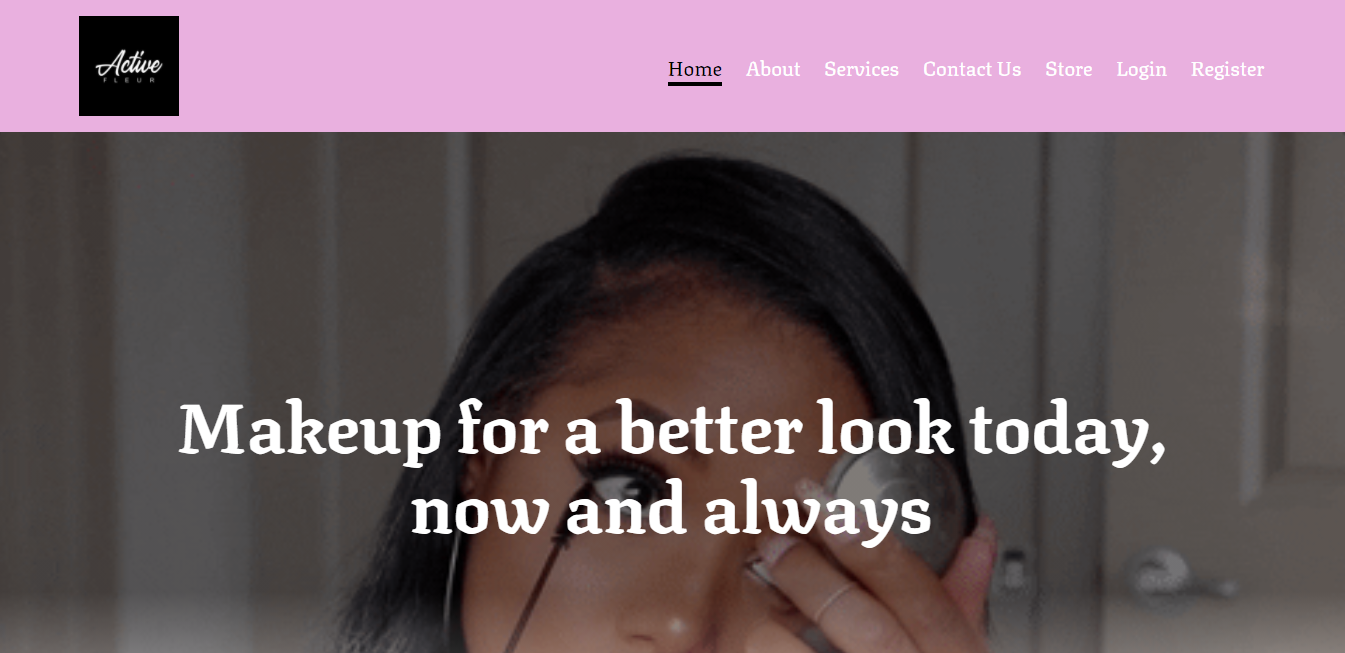 Active
FLEUR
Home About Services Contact Us Store Login Register
Makeup for a better look today,
now and always